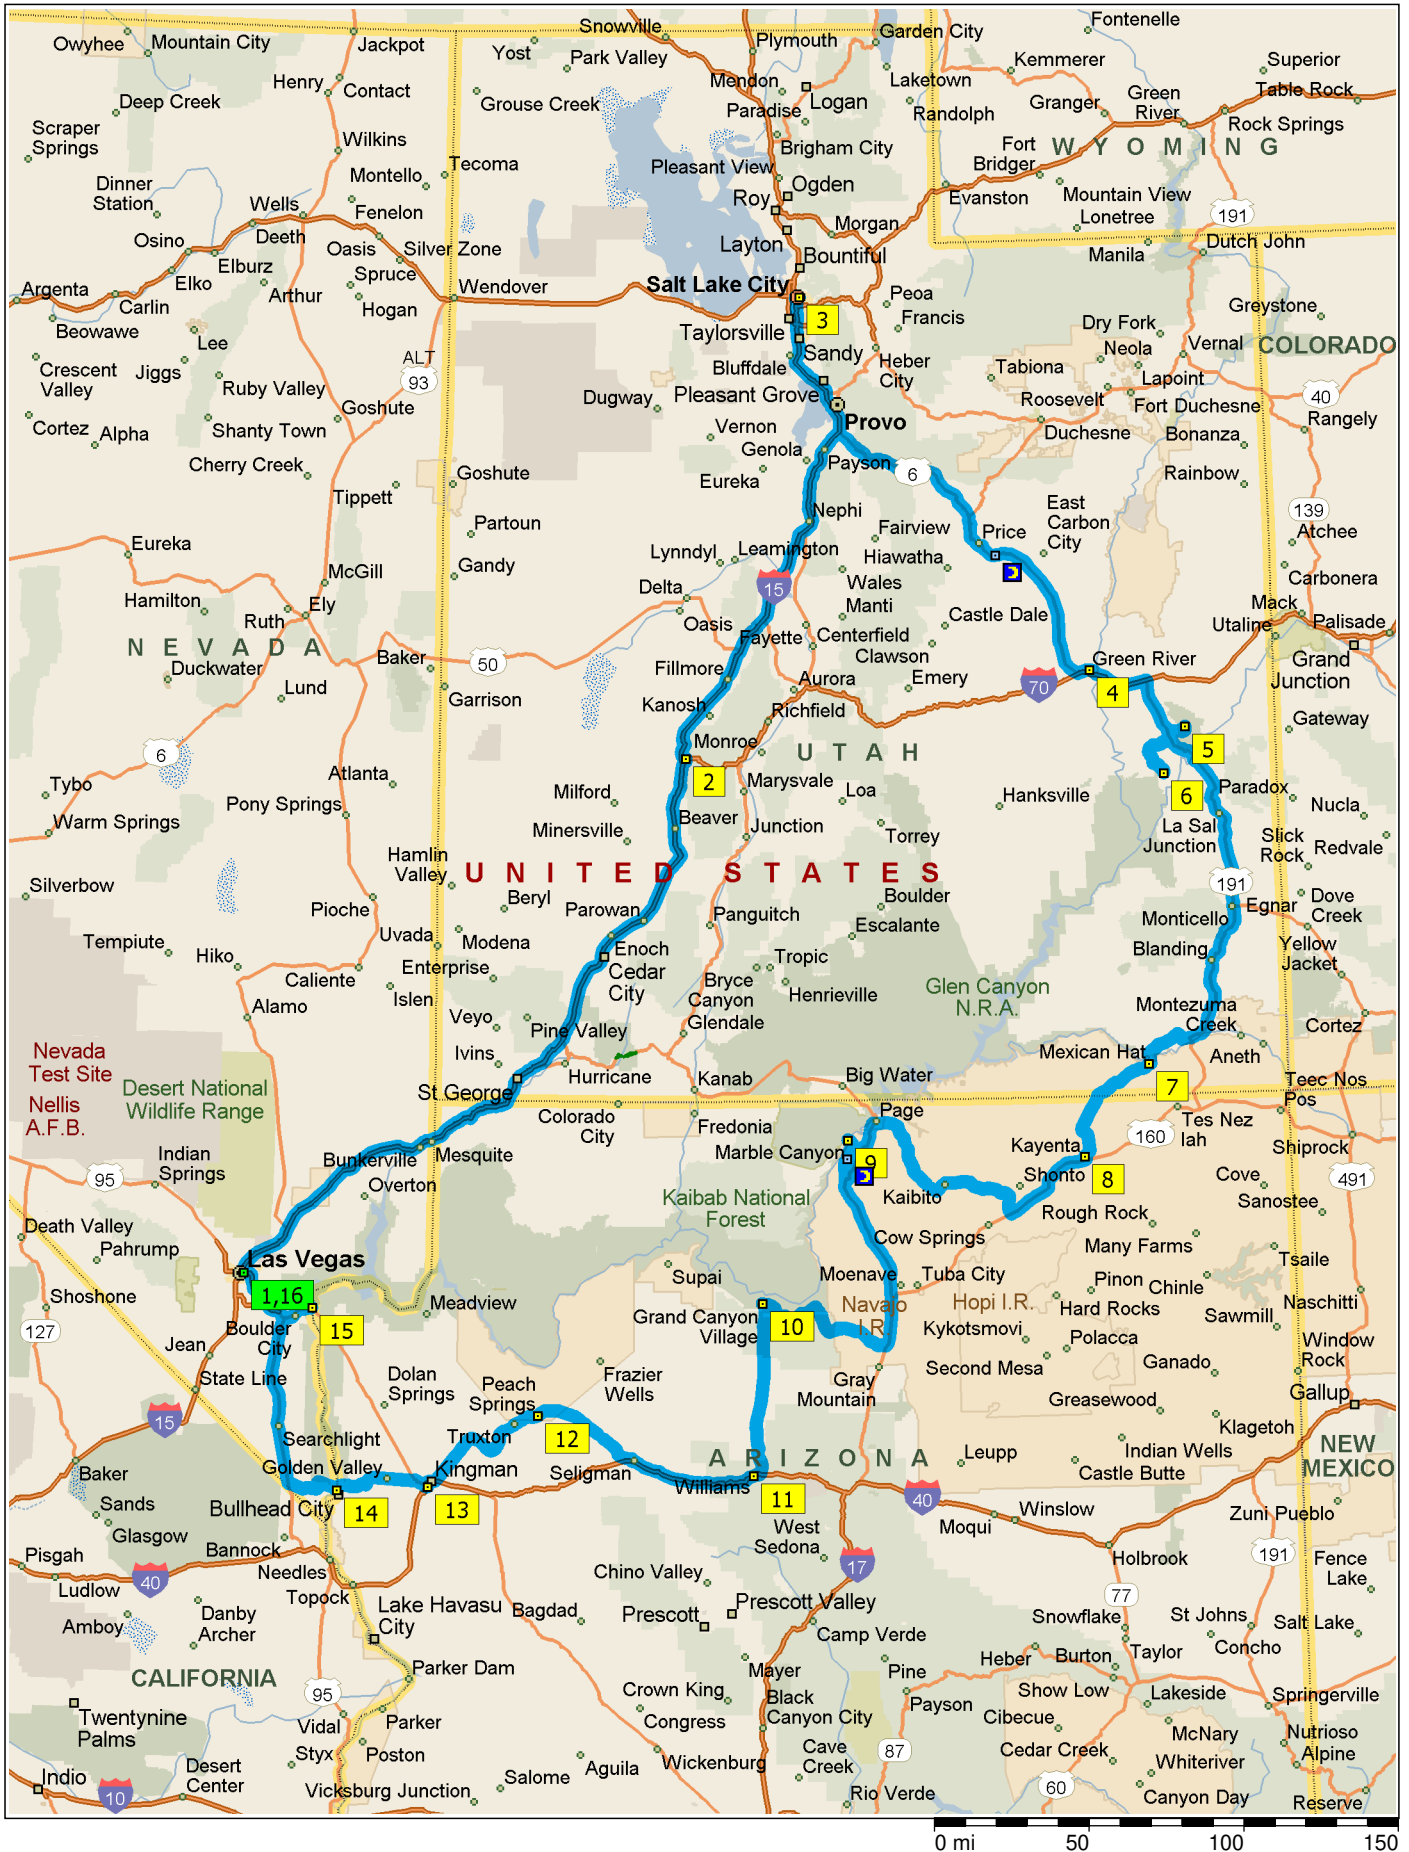 Owyhee
Mountain City
Jackpot
Snowville
Yost
Park Valley
Plymouth
Garden City
Fontenelle
Kemmerer
Superior
Henry
Contact
Deep Creek
Grouse Creek
Mendon
Logan
Laketown
Paradise
Randolph
Granger
Green
River
Table Rock
Rock Springs
Scraper
Springs
Wilkins
Brigham City
Fort
Bridger
WYOMING
Tecoma
Montello
Pleasant View
Ogden
Roy
Dinner
Station
Fenelon
Wells
Deeth
Morgan
Evanston
Mountain View
Lonetree
191
Osino
Oasis
Silver Zone
Layton
Bountiful
Manila
Dutch John
Elburz
Elko
Spruce
Arthur
Hogan
Argenta
Carlin
Beowawe
Wendover
Salt Lake City
3
Peoa
Francis
Greystone
Taylorsville
Sandy
Dry Fork
Neola
Vernal
COLORADO
Lee
ALT
93
Bluffdale
Heber
City
Tabiona
Lapoint
Crescent
Valley
Jiggs
Ruby Valley
Dugway
Pleasant Grove
Roosevelt
Fort Duchesne
40
Rangely
Goshute
Cortez
Alpha
Shanty Town
Vernon
Provo
Duchesne
Bonanza
Genola
Payson
6
Rainbow
Cherry Creek
Goshute
Eureka
Tippett
Partoun
Nephi
Fairview
Price
East
Carbon
City
139
Atchee
Eureka
Lynndyl
Leamington
Hiawatha
Gandy
McGill
Delta
15
Wales
Manti
Carbonera
Hamilton
Ruth
Ely
Oasis
Fayette
Centerfield
Castle Dale
Mack
Utaline
Palisade
NEVADA
Duckwater
Baker
50
Clawson
Green River
Grand
Junction
Lund
Garrison
Fillmore
Aurora
Emery
70
4
Kanosh
Richfield
Gateway
6
Monroe
UTAH
5
Tybo
Atlanta
2
Marysvale
Milford
Loa
Hanksville
6
Paradox
Nucla
Warm Springs
Pony Springs
Minersville
Beaver
Junction
Torrey
La Sal
Junction
Slick
Rock
Redvale
Hamlin
Valley
UNITED STATES
191
Silverbow
Beryl
Boulder
Egnar
Dove
Creek
Pioche
Parowan
Panguitch
Escalante
Monticello
Tempiute
Uvada
Modena
Enoch
Blanding
Yellow
Jacket
Hiko
Caliente
Enterprise
Cedar
City
Bryce
Canyon
Tropic
Henrieville
Glen Canyon
N.R.A.
Islen
Alamo
Veyo
Pine Valley
Glendale
Montezuma
Creek
Cortez
Nevada
Test Site
Nellis
A.F.B.
Desert National
Wildlife Range
Ivins
Hurricane
Mexican Hat
Aneth
St George
Kanab
Big Water
7
Teec Nos
Pos
Colorado
City
Fredonia
Page
Tes Nez
Iah
Marble Canyon
9
Kayenta
160
Shiprock
Indian
Springs
95
Bunkerville
Mesquite
Overton
Kaibab National
Forest
Kaibito
Shonto
8
Cove
491
Sanostee
Death Valley
Pahrump
Rough Rock
Cow Springs
Many Farms
Tsaile
Las Vegas
Supai
Moenave
Tuba City
Pinon
Chinle
Shoshone
1,16
Meadview
Grand Canyon
Village
10
Navajo
I.R.
Hopi I.R.
Hard Rocks
Sawmill
Naschitti
127
Boulder
City
15
Kykotsmovi
Polacca
Window
Rock
Jean
State Line
Dolan
Springs
Peach
Springs
Frazier
Wells
Gray
Mountain
Second Mesa
Ganado
Greasewood
Gallup
15
12
Klagetoh
Searchlight
Truxton
ARIZONA
Leupp
Indian Wells
NEW
MEXICO
Baker
Golden Valley
Kingman
Seligman
Williams
Castle Butte
Sands
Glasgow
Bullhead City
14
13
11
40
Winslow
Zuni Pueblo
Moqui
Pisgah
Bannock
West
Sedona
17
Holbrook
191
Fence
Lake
Ludlow
40
Needles
Topock
Chino Valley
77
Amboy
Danby
Archer
Lake Havasu
City
Bagdad
Prescott
Prescott Valley
Snowflake
St Johns
Salt Lake
Camp Verde
Taylor
Concho
CALIFORNIA
Parker Dam
Mayer
Pine
Heber
Burton
95
Crown King
Black
Canyon City
Payson
Show Low
Lakeside
Springerville
Twentynine
Palms
Vidal
Parker
Congress
Cibecue
McNary
Nutrioso
Styx
Poston
Cave
Creek
87
Cedar Creek
Whiteriver
Alpine
Indio
10
Desert
Center
Vicksburg Junction
Salome
Aguila
Wickenburg
Rio Verde
60
Canyon Day
Reserve
0 mi
50
100
150